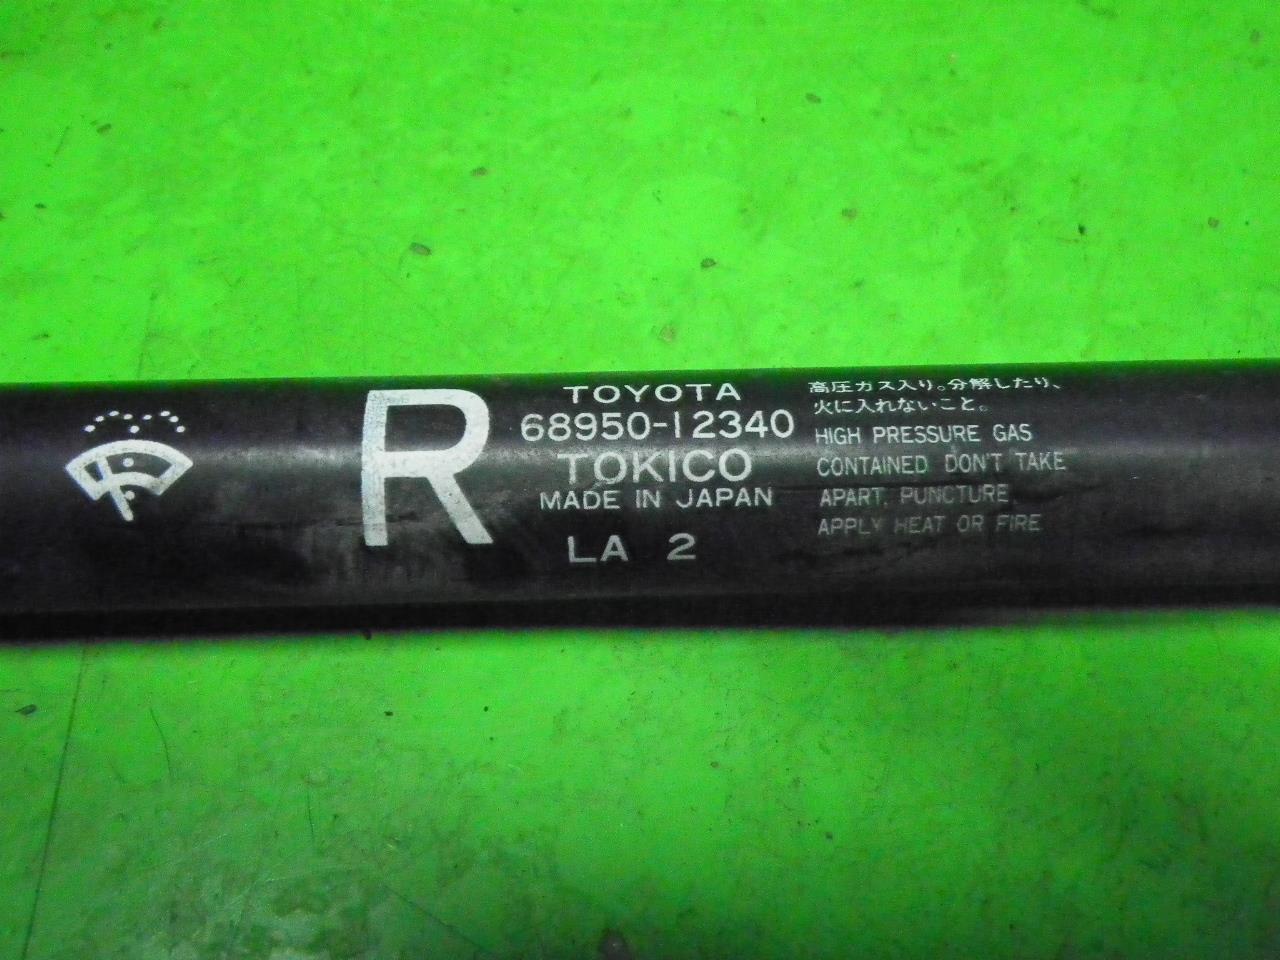 R
TOYOTA
68950-12340
TOKICO
MADE IN JAPAN
LA 2
高圧ガス入り。分解したり、
火に入れないこと。
HIGH PRESSURE GAS
CONTAINED DON'T TAKE
APART, PUNCTURE,
APPLY HEAT OR FIRE